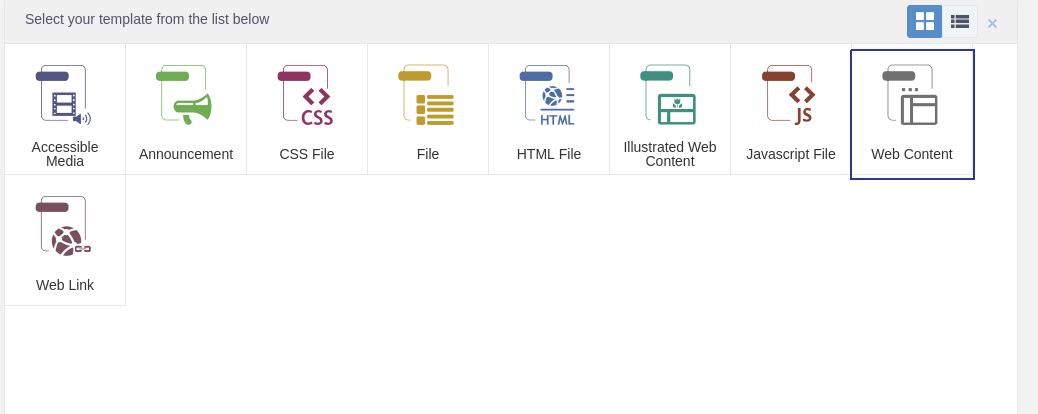 Select your template from the list below
×
CSS
HTML
JS
Accessible
Media
Announcement
CSS File
File
HTML File
Illustrated Web
Content
Javascript File
Web Content
Web Link